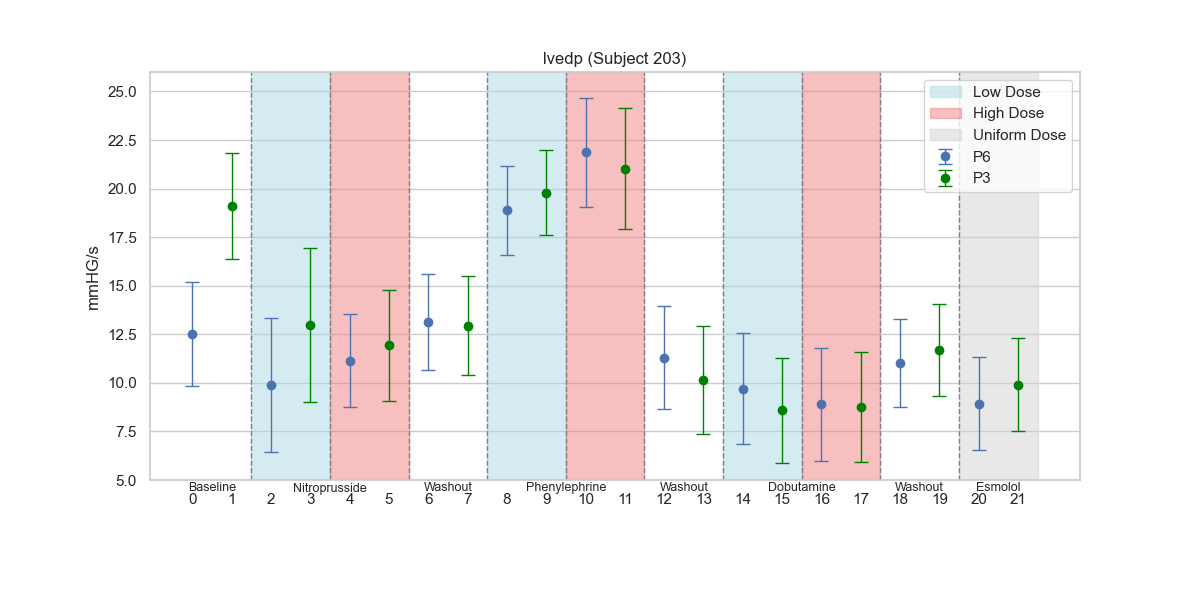 lvedp (Subject 203)
mmHG/s
25.0
22.5
20.0
17.5
15.0
12.5
10.0
7.5
5.0
Low Dose
High Dose
Uniform Dose
P6
P3
Baseline Nitroprusside Washout Phenylephrine Washout Dobutamine Washout Esmolol
0 1 2 3 4 5 6 7 8 9 10 11 12 13 14 15 16 17 18 19 20 21